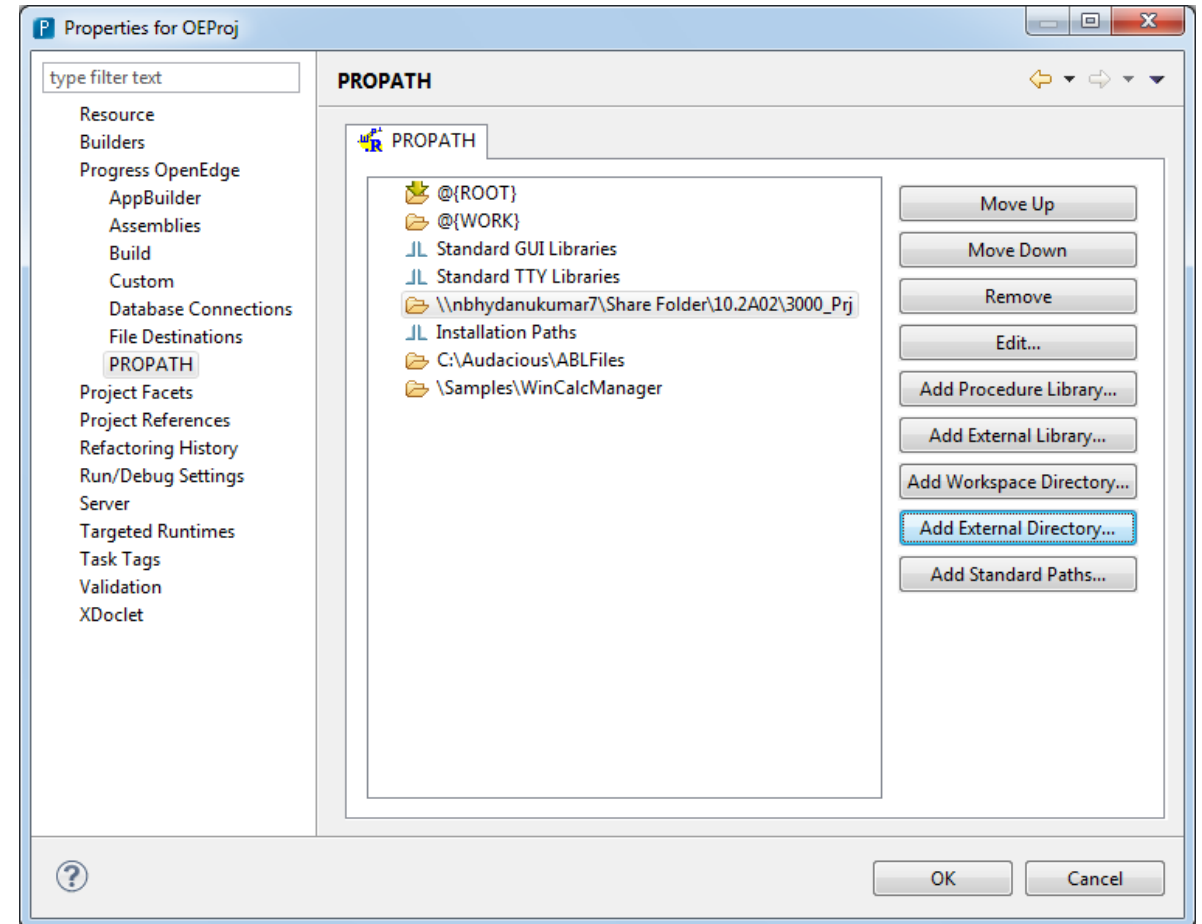 Properties for OEProj
type filter text
Resource
Builders
Progress OpenEdge
AppBuilder
Assemblies
Build
Custom
Database Connections
File Destinations
PROPATH
Project Facets
Project References
Refactoring History
Run/Debug Settings
Server
Targeted Runtimes
Task Tags
Validation
XDoclet
PROPATH
PROPATH
@{ROOT}
@{WORK}
Standard GUI Libraries
Standard TTY Libraries
\\nbhydanukumar7\Share Folder\10.2A02\3000_Prj
Installation Paths
C:\Audacious\ABLFiles
\Samples\WinCalcManager
Move Up
Move Down
Remove
Edit...
Add Procedure Library...
Add External Library...
Add Workspace Directory...
Add External Directory...
Add Standard Paths...
OK
Cancel